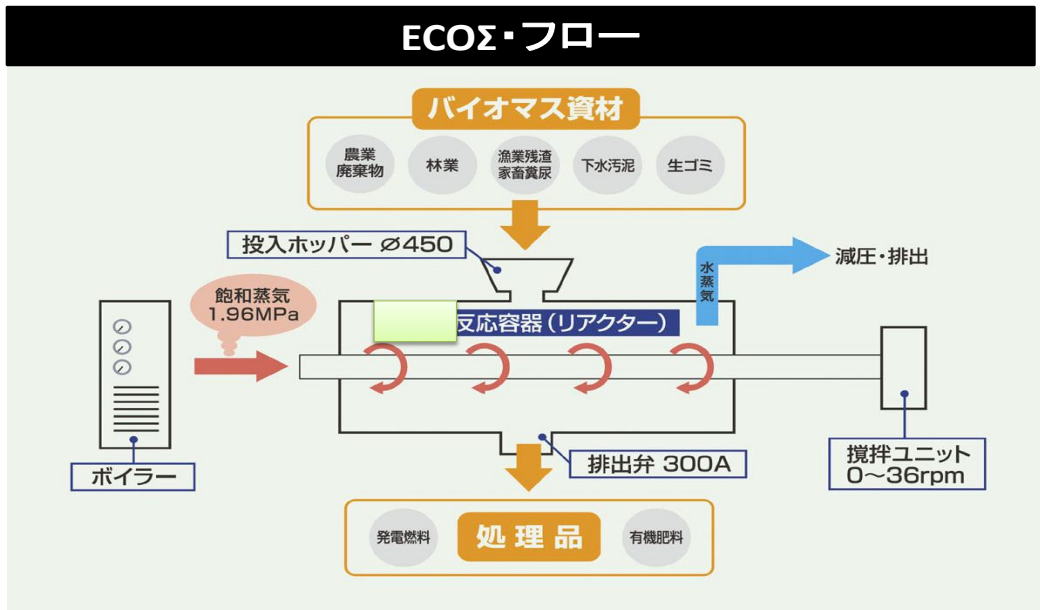 ECOΣ・フロー
バイオマス資材
農業
廃棄物
林業
漁業残渣
家畜糞尿
下水汚泥
生ゴミ
投入ホッパー ∅450
水蒸気
減圧・排出
飽和蒸気
1.96MPa
反応容器（リアクター）
ボイラー
排出弁 300A
撹拌ユニット
0～36rpm
発電燃料
処理品
有機肥料